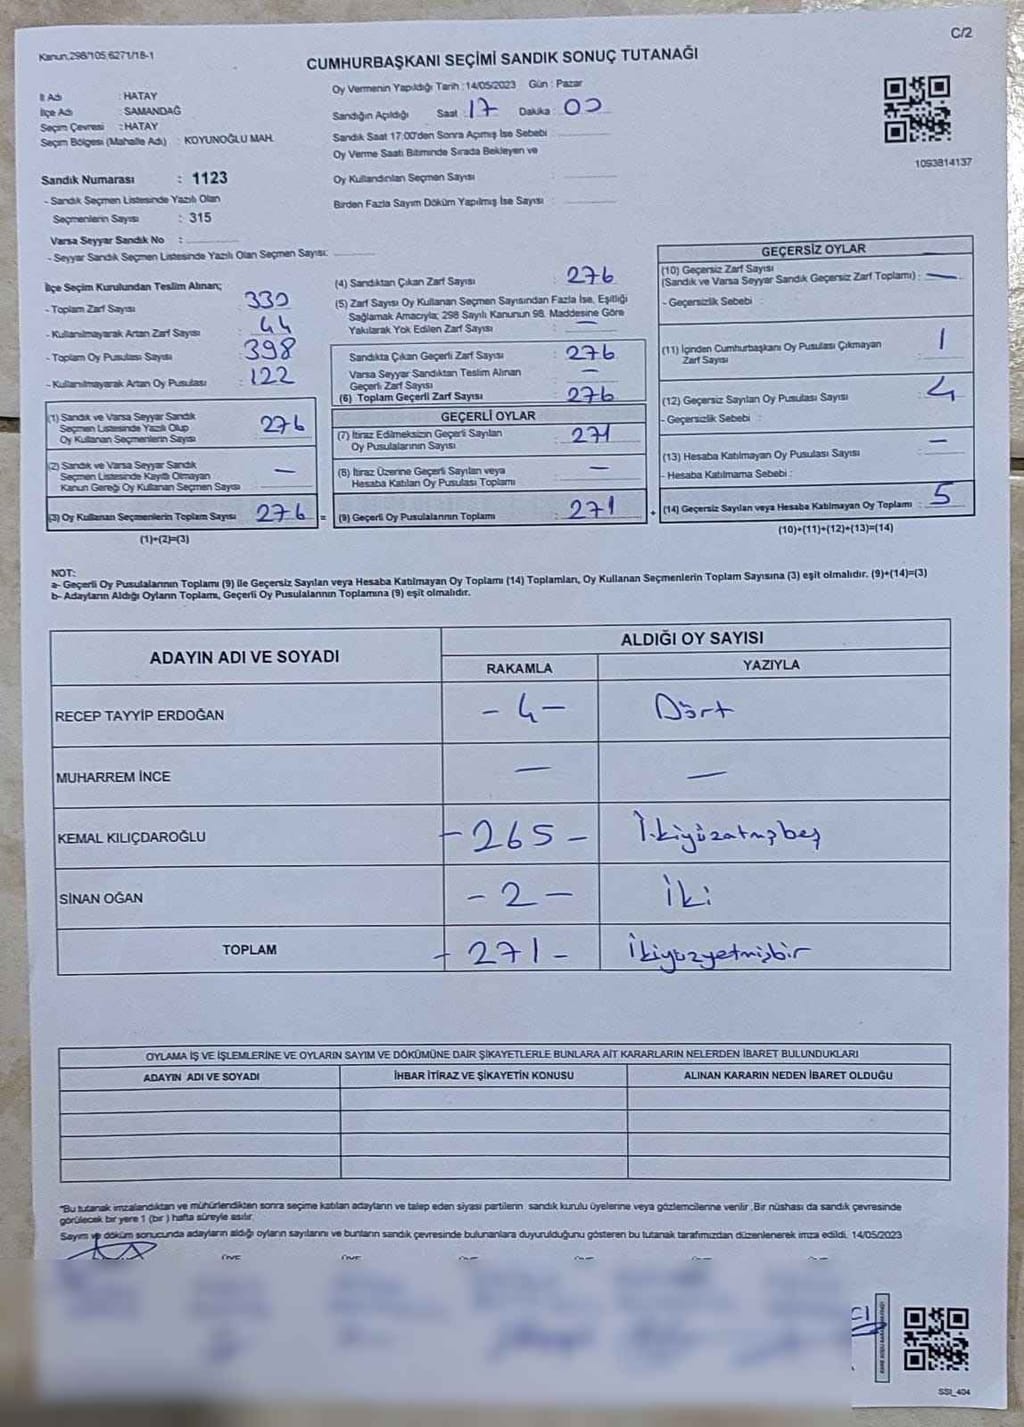 C/2
Kanun,298/105,6271/18-1
CUMHURBAŞKANI SEÇİMİ SANDIK SONUÇ TUTANAĞI
İl Adı : HATAY
İlçe Adı : SAMANDAĞ
Seçim Çevresi : HATAY
Seçim Bölgesi (Mahalle Adı) : KOYUNOĞLU MAH.
Oy Vermenin Yapıldığı Tarih : 14/05/2023 Gün : Pazar
Sandığın Açıldığı Saat : 17 Dakika : 00
Sandık Saat 17:00'den Sonra Açımış İse Sebebi
Oy Verme Saati Bitiminde Sırada Bekleyen ve
Oy Kullandırılan Seçmen Sayısı :
Birden Fazla Sayım Döküm Yapılmış İse Sayısı :
1093814137
Sandık Numarası : 1123
- Sandık Seçmen Listesinde Yazılı Olan
Seçmenlerin Sayısı : 315
Varsa Seyyar Sandık No :
- Seyyar Sandık Seçmen Listesinde Yazılı Olan Seçmen Sayısı:
İlçe Seçim Kurulundan Teslim Alınan;
- Toplam Zarf Sayısı : 330
- Kullanılmayarak Artan Zarf Sayısı : 44
- Toplam Oy Pusulası Sayısı : 398
- Kullanılmayarak Artan Oy Pusulası : 122
(1) Sandık ve Varsa Seyyar Sandık
Seçmen Listesinde Yazılı Olup
Oy Kullanan Seçmenlerin Sayısı : 276
(2) Sandık ve Varsa Seyyar Sandık
Seçmen Listesinde Kayıtlı Olmayan
Kanun Gereği Oy Kullanan Seçmen Sayısı —
(3) Oy Kullanan Seçmenlerin Toplam Sayısı : 276 =
(1)+(2)=(3)
(4) Sandıktan Çıkan Zarf Sayısı : 276
(5) Zarf Sayısı Oy Kullanan Seçmen Sayısından Fazla İse, Eşitliği
Sağlamak Amacıyla; 298 Sayılı Kanunun 98. Maddesine Göre
Yakılarak Yok Edilen Zarf Sayısı : —
Sandıkta Çıkan Geçerli Zarf Sayısı : 276
Varsa Seyyar Sandıktan Teslim Alınan
Geçerli Zarf Sayısı : —
(6) Toplam Geçerli Zarf Sayısı : 276
GEÇERLİ OYLAR
(7) İtiraz Edilmeksizin Geçerli Sayılan
Oy Pusulalarının Sayısı : 271
(8) İtiraz Üzerine Geçerli Sayılan veya
Hesaba Katılan Oy Pusulası Toplamı : —
(9) Geçerli Oy Pusulalarının Toplamı : 271 +
GEÇERSİZ OYLAR
(10) Geçersiz Zarf Sayısı
(Sandık ve Varsa Seyyar Sandık Geçersiz Zarf Toplamı) : —
- Geçersizlik Sebebi :
(11) İçinden Cumhurbaşkanı Oy Pusulası Çıkmayan
Zarf Sayısı : 1
(12) Geçersiz Sayılan Oy Pusulası Sayısı : 4
- Geçersizlik Sebebi :
(13) Hesaba Katılmayan Oy Pusulası Sayısı : —
- Hesaba Katılmama Sebebi :
(14) Geçersiz Sayılan veya Hesaba Katılmayan Oy Toplamı : 5
(10)+(11)+(12)+(13)=(14)
NOT:
a- Geçerli Oy Pusulalarının Toplamı (9) ile Geçersiz Sayılan veya Hesaba Katılmayan Oy Toplamı (14) Toplamları, Oy Kullanan Seçmenlerin Toplam Sayısına (3) eşit olmalıdır. (9)+(14)=(3)
b- Adayların Aldığı Oyların Toplamı, Geçerli Oy Pusulalarının Toplamına (9) eşit olmalıdır.
ADAYIN ADI VE SOYADI
ALDIĞI OY SAYISI
RAKAMLA YAZIYLA
RECEP TAYYİP ERDOĞAN - 4 - Dört
MUHARREM İNCE — —
KEMAL KILIÇDAROĞLU - 265 - İkiyüzatmışbeş
SİNAN OĞAN - 2 - İki
TOPLAM - 271 - İkiyüzyetmişbir
OYLAMA İŞ VE İŞLEMLERİNE VE OYLARIN SAYIM VE DÖKÜMÜNE DAİR ŞİKAYETLERLE BUNLARA AİT KARARLARIN NELERDEN İBARET BULUNDUKLARI
ADAYIN ADI VE SOYADI İHBAR İTİRAZ VE ŞİKAYETİN KONUSU ALINAN KARARIN NEDEN İBARET OLDUĞU
*Bu tutanak imzalandıktan ve mühürlendikten sonra seçime katılan adayların ve talep eden siyasi partilerin sandık kurulu üyelerine veya gözlemcilerine verilir. Bir nüshası da sandık çevresinde
görülecek bir yere 1 (bir) hafta süreyle asılır.
Sayım ve döküm sonucunda adayların aldığı oyların sayılarını ve bunların sandık çevresinde bulunanlara duyurulduğunu gösteren bu tutanak tarafımızdan düzenlenerek imza edildi. 14/05/2023
SSI_404